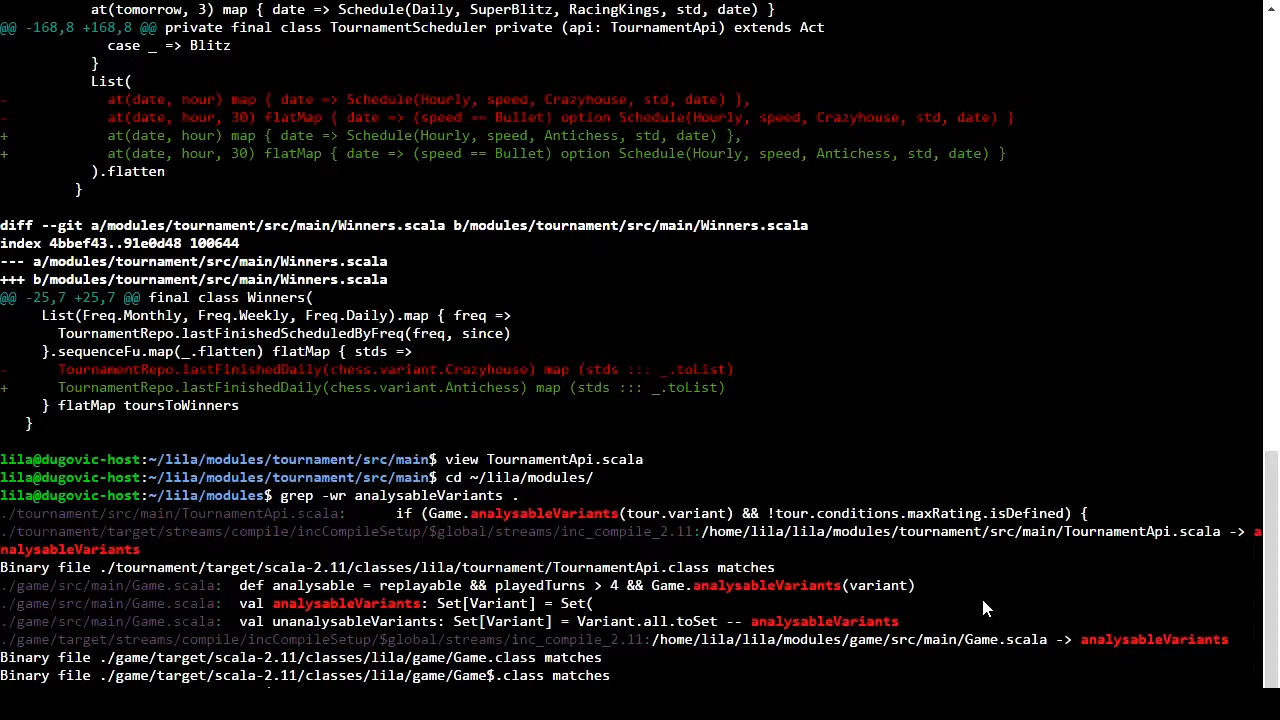 at(tomorrow, 3) map { date => Schedule(Daily, SuperBlitz, RacingKings, std, date) }
@@ -168,8 +168,8 @@ private final class TournamentScheduler private (api: TournamentApi) extends Act
case _ => Blitz
}
List(
- at(date, hour) map { date => Schedule(Hourly, speed, Crazyhouse, std, date) },
- at(date, hour, 30) flatMap { date => (speed == Bullet) option Schedule(Hourly, speed, Crazyhouse, std, date) }
+ at(date, hour) map { date => Schedule(Hourly, speed, Antichess, std, date) },
+ at(date, hour, 30) flatMap { date => (speed == Bullet) option Schedule(Hourly, speed, Antichess, std, date) }
).flatten
}
diff --git a/modules/tournament/src/main/Winners.scala b/modules/tournament/src/main/Winners.scala
index 4bbef43..91e0d48 100644
--- a/modules/tournament/src/main/Winners.scala
+++ b/modules/tournament/src/main/Winners.scala
@@ -25,7 +25,7 @@ final class Winners(
List(Freq.Monthly, Freq.Weekly, Freq.Daily).map { freq =>
TournamentRepo.lastFinishedScheduledByFreq(freq, since)
}.sequenceFu.map(_.flatten) flatMap { stds =>
- TournamentRepo.lastFinishedDaily(chess.variant.Crazyhouse) map (stds ::: _.toList)
+ TournamentRepo.lastFinishedDaily(chess.variant.Antichess) map (stds ::: _.toList)
} flatMap toursToWinners
}
lila@dugovic-host:~/lila/modules/tournament/src/main$ view TournamentApi.scala
lila@dugovic-host:~/lila/modules/tournament/src/main$ cd ~/lila/modules/
lila@dugovic-host:~/lila/modules$ grep -wr analysableVariants .
./tournament/src/main/TournamentApi.scala: if (Game.analysableVariants(tour.variant) && !tour.conditions.maxRating.isDefined) {
./tournament/target/streams/compile/incCompileSetup/$global/streams/inc_compile_2.11:/home/lila/lila/modules/tournament/src/main/TournamentApi.scala -> a
nalysableVariants
Binary file ./tournament/target/scala-2.11/classes/lila/tournament/TournamentApi.class matches
./game/src/main/Game.scala: def analysable = replayable && playedTurns > 4 && Game.analysableVariants(variant)
./game/src/main/Game.scala: val analysableVariants: Set[Variant] = Set(
./game/src/main/Game.scala: val unanalysableVariants: Set[Variant] = Variant.all.toSet -- analysableVariants
./game/target/streams/compile/incCompileSetup/$global/streams/inc_compile_2.11:/home/lila/lila/modules/game/src/main/Game.scala -> analysableVariants
Binary file ./game/target/scala-2.11/classes/lila/game/Game.class matches
Binary file ./game/target/scala-2.11/classes/lila/game/Game$.class matches